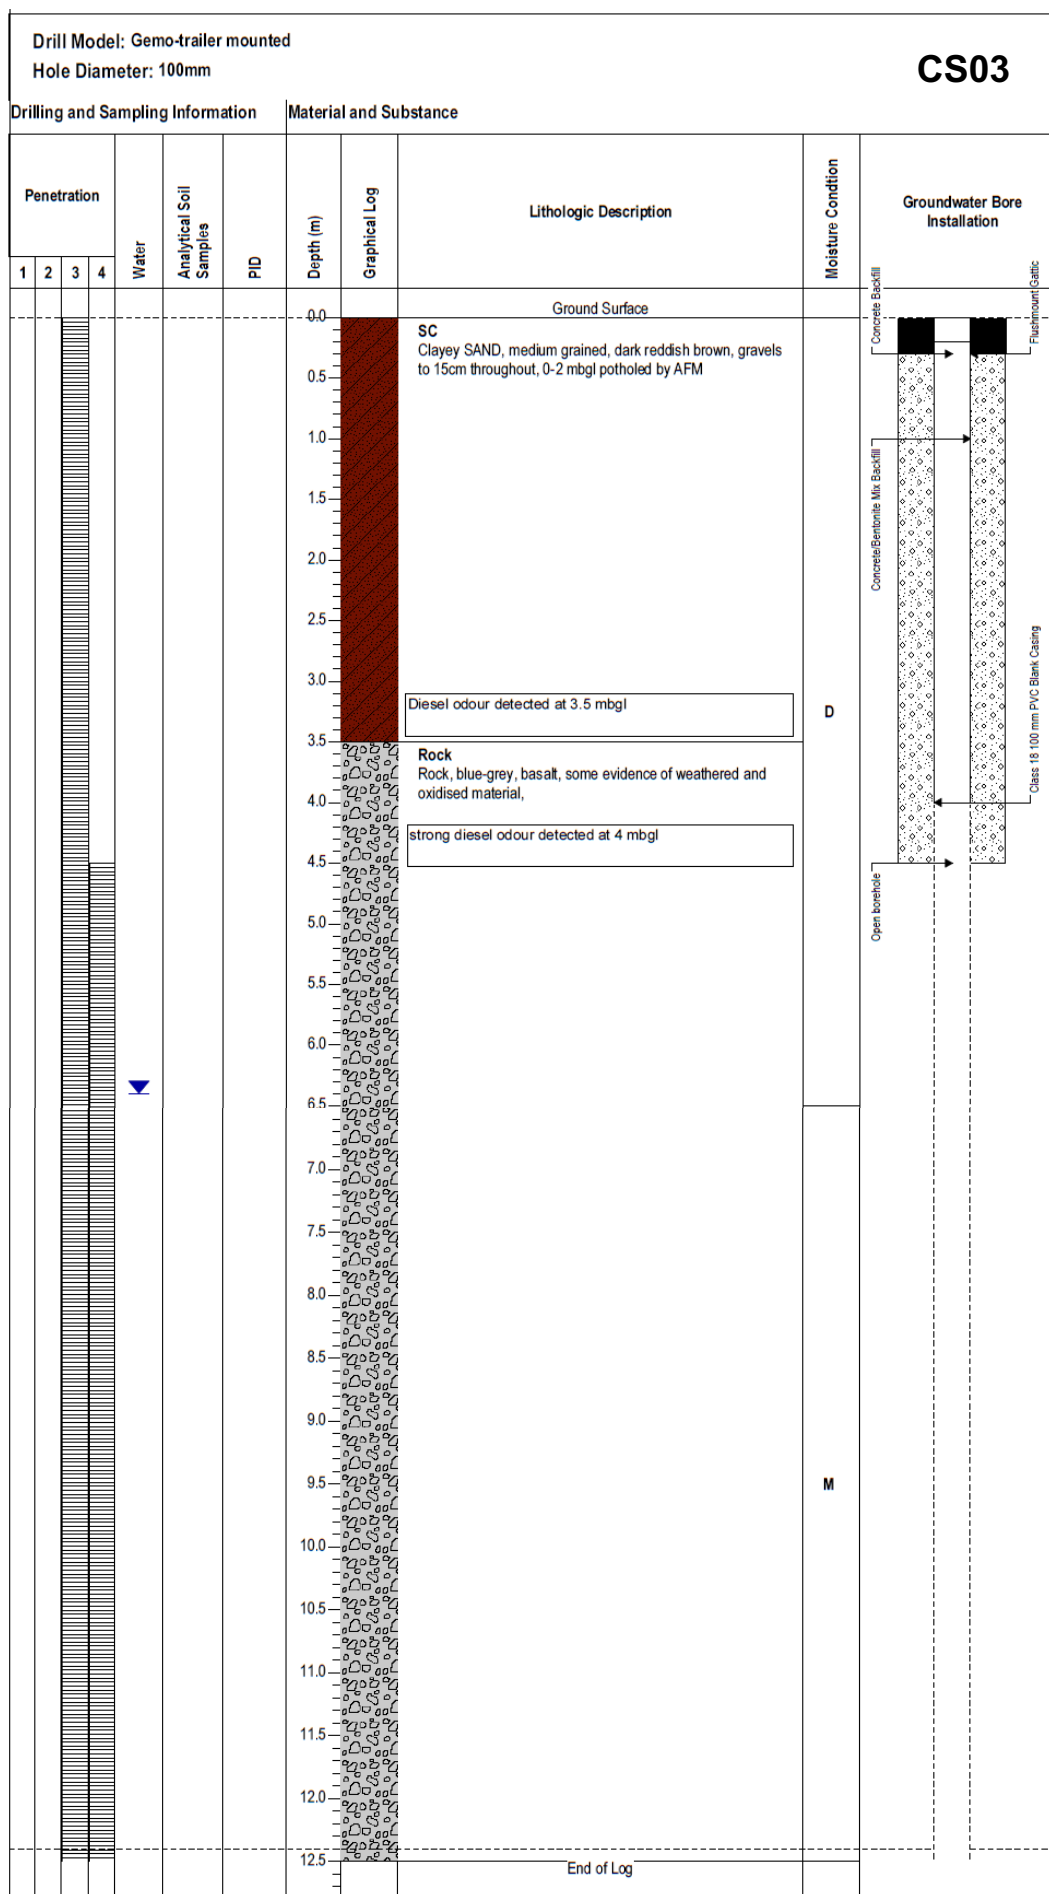 Drill Model: Gemo-trailer mounted
Hole Diameter: 100mm
CS03
Drilling and Sampling Information
Material and Substance
Penetration
1 2 3 4
Water
Analytical Soil
Samples
PID
Depth (m)
Graphical Log
Lithologic Description
Moisture Condtion
Groundwater Bore
Installation
Ground Surface
Concrete Backfill
Flushmount Gattic
0.0
SC
Clayey SAND, medium grained, dark reddish brown, gravels
to 15cm throughout, 0-2 mbgl potholed by AFM
0.5
1.0
Concrete/Bentonite Mix Backfill
1.5
2.0
2.5
3.0
Diesel odour detected at 3.5 mbgl
D
Class 18 100 mm PVC Blank Casing
3.5
Rock
Rock, blue-grey, basalt, some evidence of weathered and
oxidised material,
4.0
strong diesel odour detected at 4 mbgl
4.5
Open borehole
5.0
5.5
6.0
6.5
7.0
7.5
8.0
8.5
9.0
9.5
M
10.0
10.5
11.0
11.5
12.0
12.5
End of Log